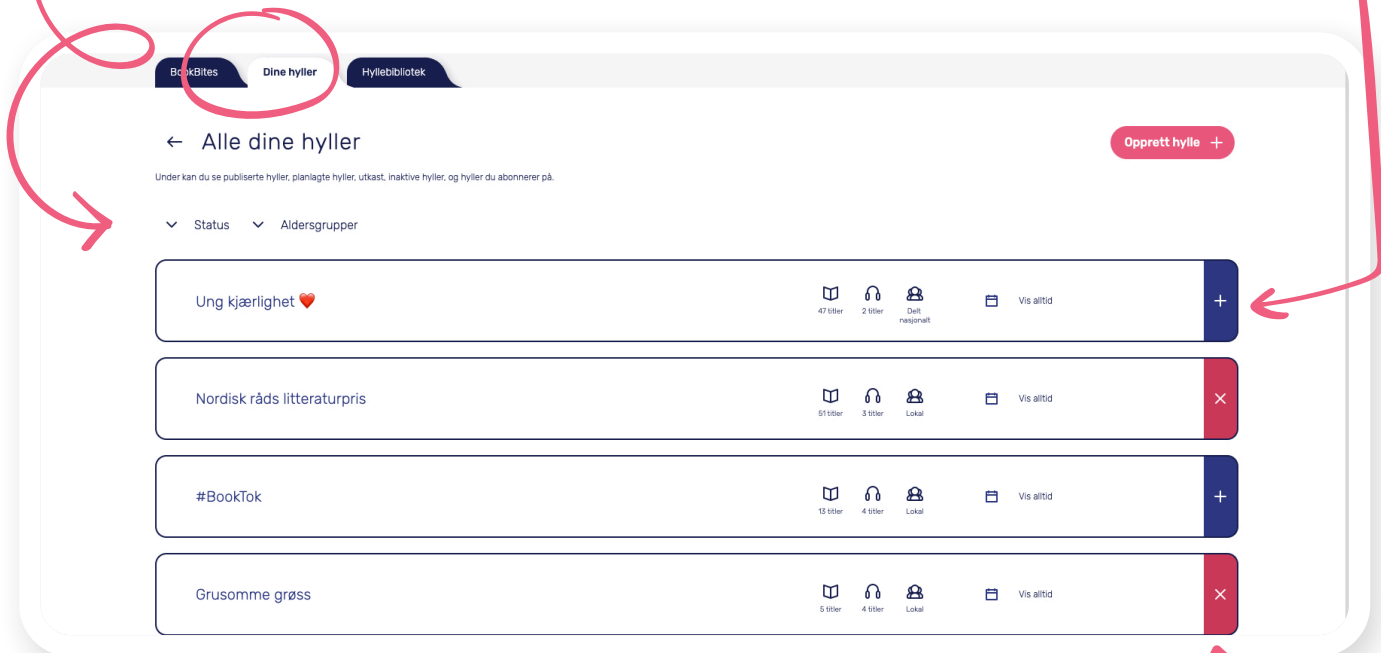 BookBites Dine hyller Hyllebibliotek
← Alle dine hyller
Opprett hylle +
Under kan du se publiserte hyller, planlagte hyller, utkast, inaktive hyller, og hyller du abonnerer på.
Status Aldersgrupper
Ung kjærlighet ❤️
47 titler 2 titler Delt nasjonalt
Vis alltid
Nordisk råds litteraturpris
51 titler 3 titler Lokal
Vis alltid
#BookTok
13 titler 4 titler Lokal
Vis alltid
Grusomme grøss
5 titler 4 titler Lokal
Vis alltid